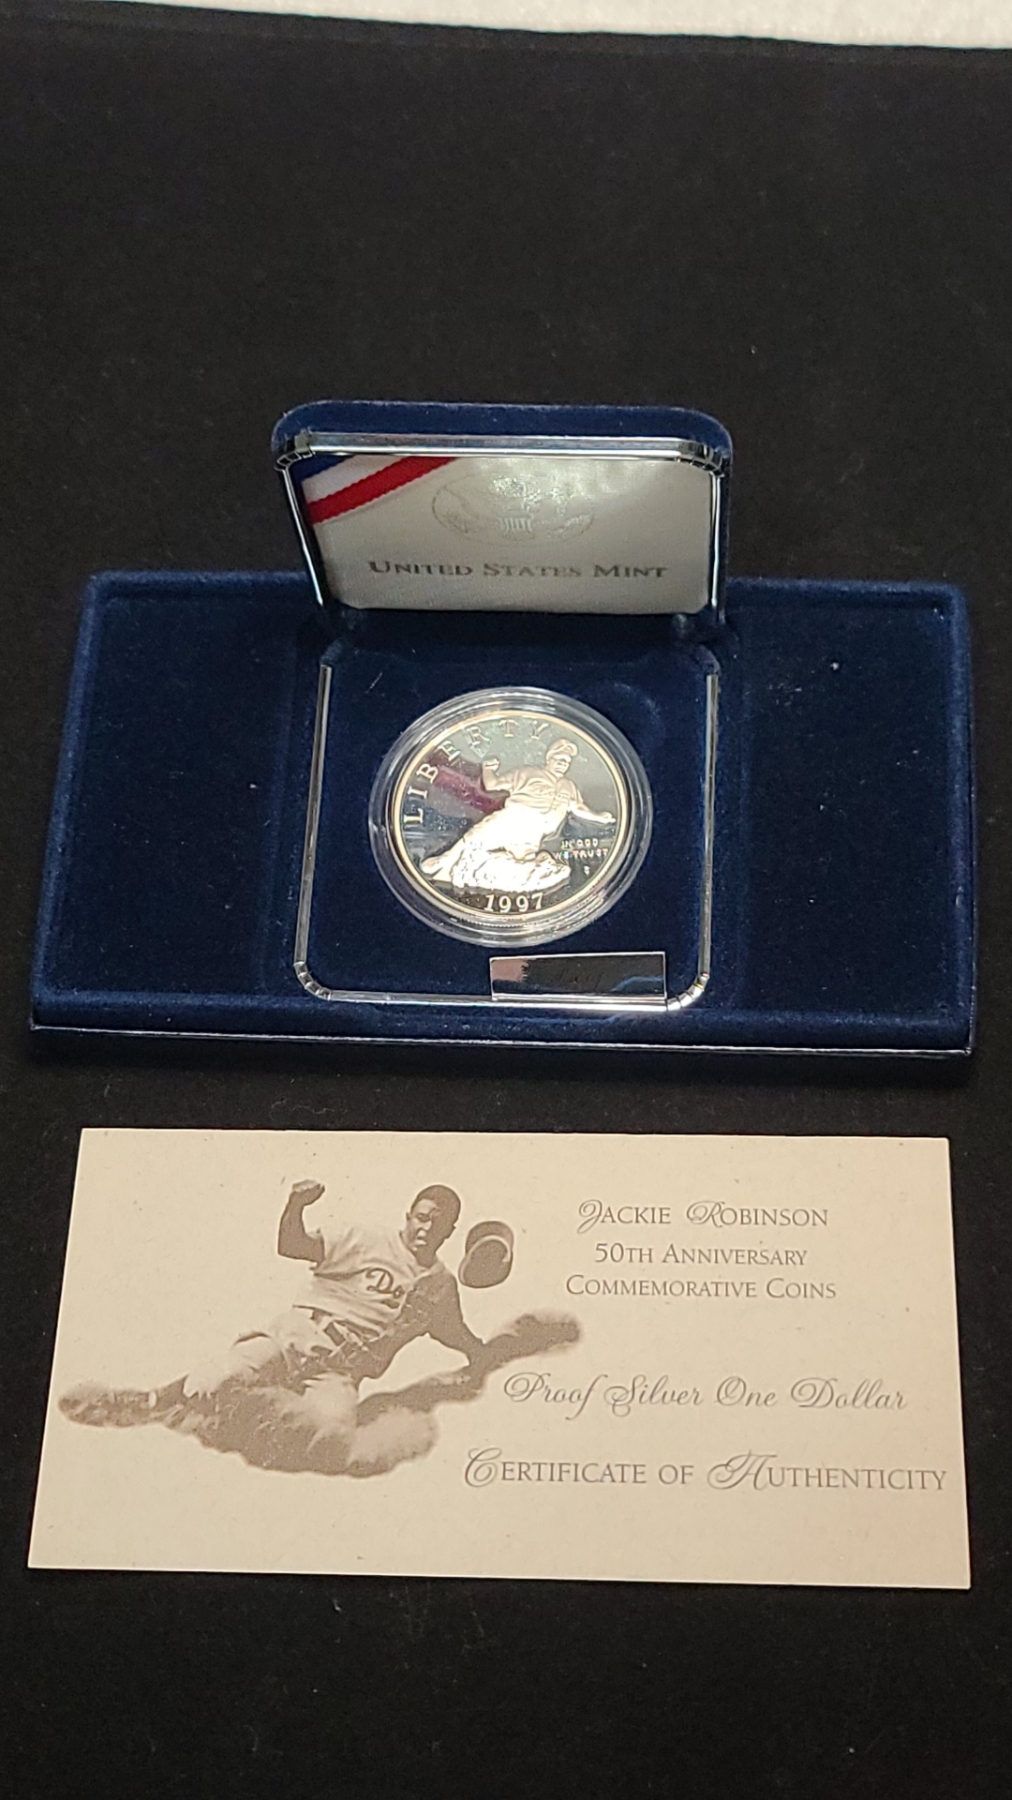 United States Mint
LIBERTY
IN GOD
WE TRUST
S
1997
Do
Jackie Robinson
50th Anniversary
Commemorative Coins
Proof Silver One Dollar
Certificate of Authenticity